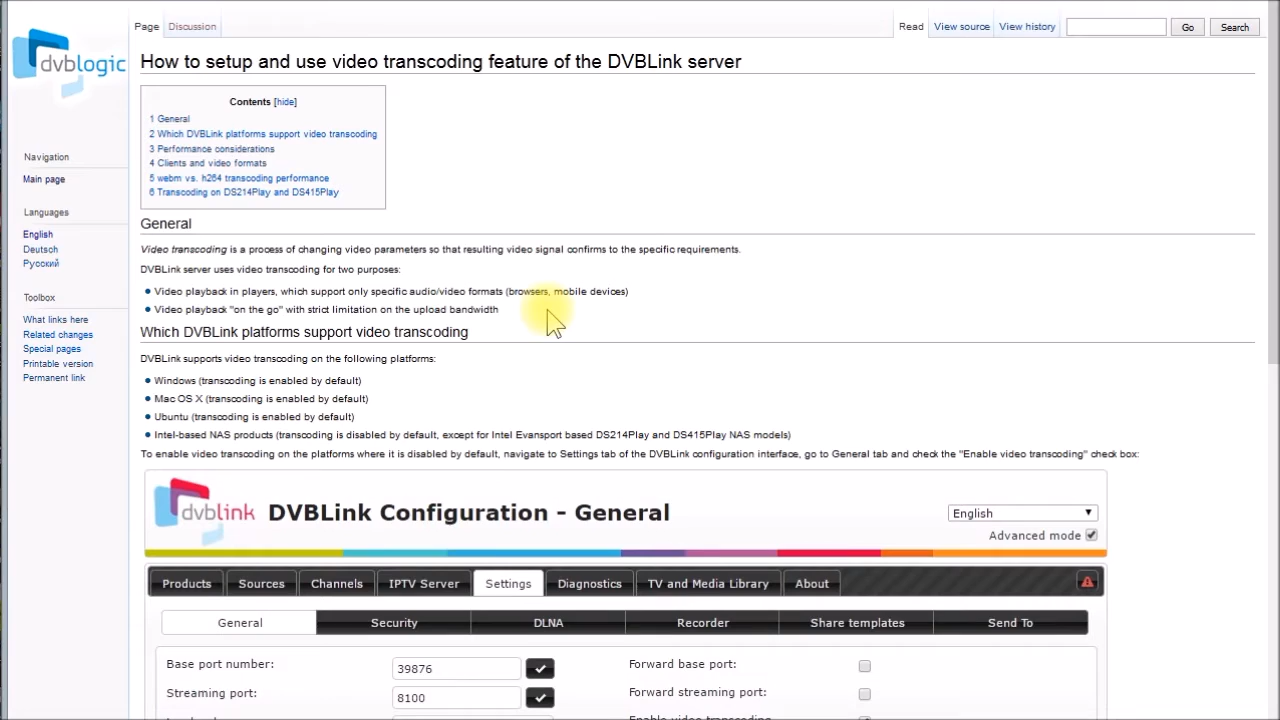 Page
Discussion
Read
View source
View history
Go
Search
dvblogic
How to setup and use video transcoding feature of the DVBLink server
Contents [hide]
1 General
2 Which DVBLink platforms support video transcoding
3 Performance considerations
4 Clients and video formats
5 webm vs. h264 transcoding performance
6 Transcoding on DS214Play and DS415Play
Navigation
Main page
Languages
English
Deutsch
Русский
Toolbox
What links here
Related changes
Special pages
Printable version
Permanent link
General
Video transcoding is a process of changing video parameters so that resulting video signal confirms to the specific requirements.
DVBLink server uses video transcoding for two purposes:
Video playback in players, which support only specific audio/video formats (browsers, mobile devices)
Video playback "on the go" with strict limitation on the upload bandwidth
Which DVBLink platforms support video transcoding
DVBLink supports video transcoding on the following platforms:
Windows (transcoding is enabled by default)
Mac OS X (transcoding is enabled by default)
Ubuntu (transcoding is enabled by default)
Intel-based NAS products (transcoding is disabled by default, except for Intel Evansport based DS214Play and DS415Play NAS models)
To enable video transcoding on the platforms where it is disabled by default, navigate to Settings tab of the DVBLink configuration interface, go to General tab and check the "Enable video transcoding" check box:
dvblink
DVBLink Configuration - General
English
Advanced mode
Products
Sources
Channels
IPTV Server
Settings
Diagnostics
TV and Media Library
About
General
Security
DLNA
Recorder
Share templates
Send To
Base port number:
39876
Forward base port:
Streaming port:
8100
Forward streaming port:
Enable video transcoding